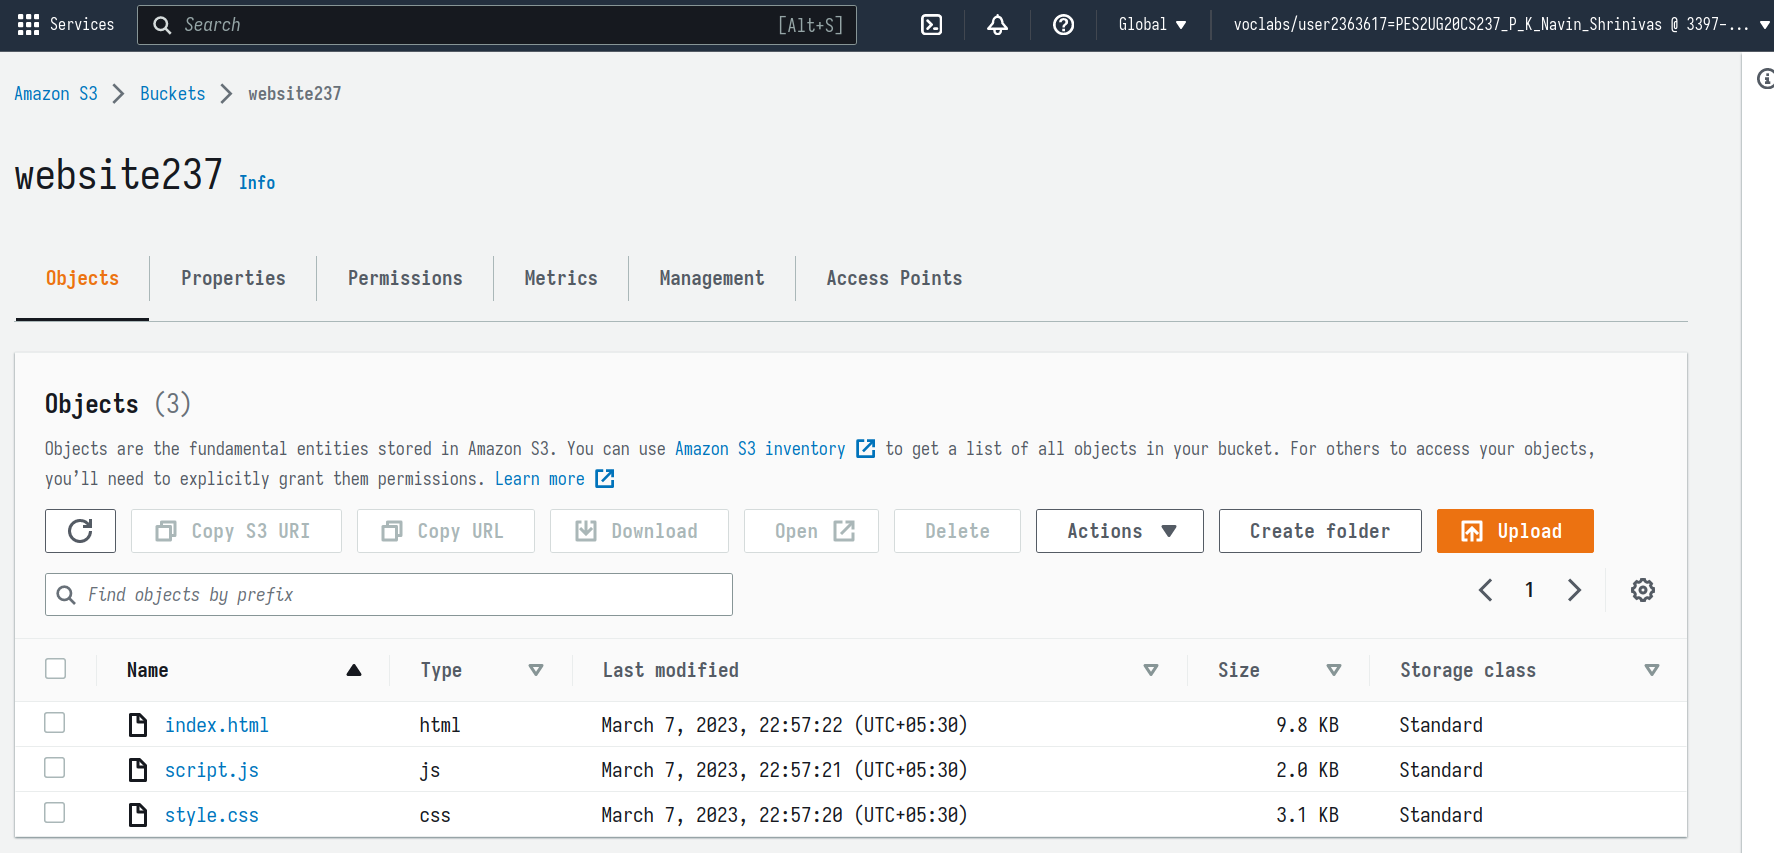 Services Search [Alt+S] Global voclabs/user2363617=PES2UG20CS237_P_K_Navin_Shrinivas @ 3397-...
Amazon S3 Buckets website237
website237 Info
Objects Properties Permissions Metrics Management Access Points
Objects (3)
Objects are the fundamental entities stored in Amazon S3. You can use Amazon S3 inventory to get a list of all objects in your bucket. For others to access your objects,
you’ll need to explicitly grant them permissions. Learn more
Copy S3 URI Copy URL Download Open Delete Actions Create folder Upload
Find objects by prefix 1
Name Type Last modified Size Storage class
index.html html March 7, 2023, 22:57:22 (UTC+05:30) 9.8 KB Standard
script.js js March 7, 2023, 22:57:21 (UTC+05:30) 2.0 KB Standard
style.css css March 7, 2023, 22:57:20 (UTC+05:30) 3.1 KB Standard